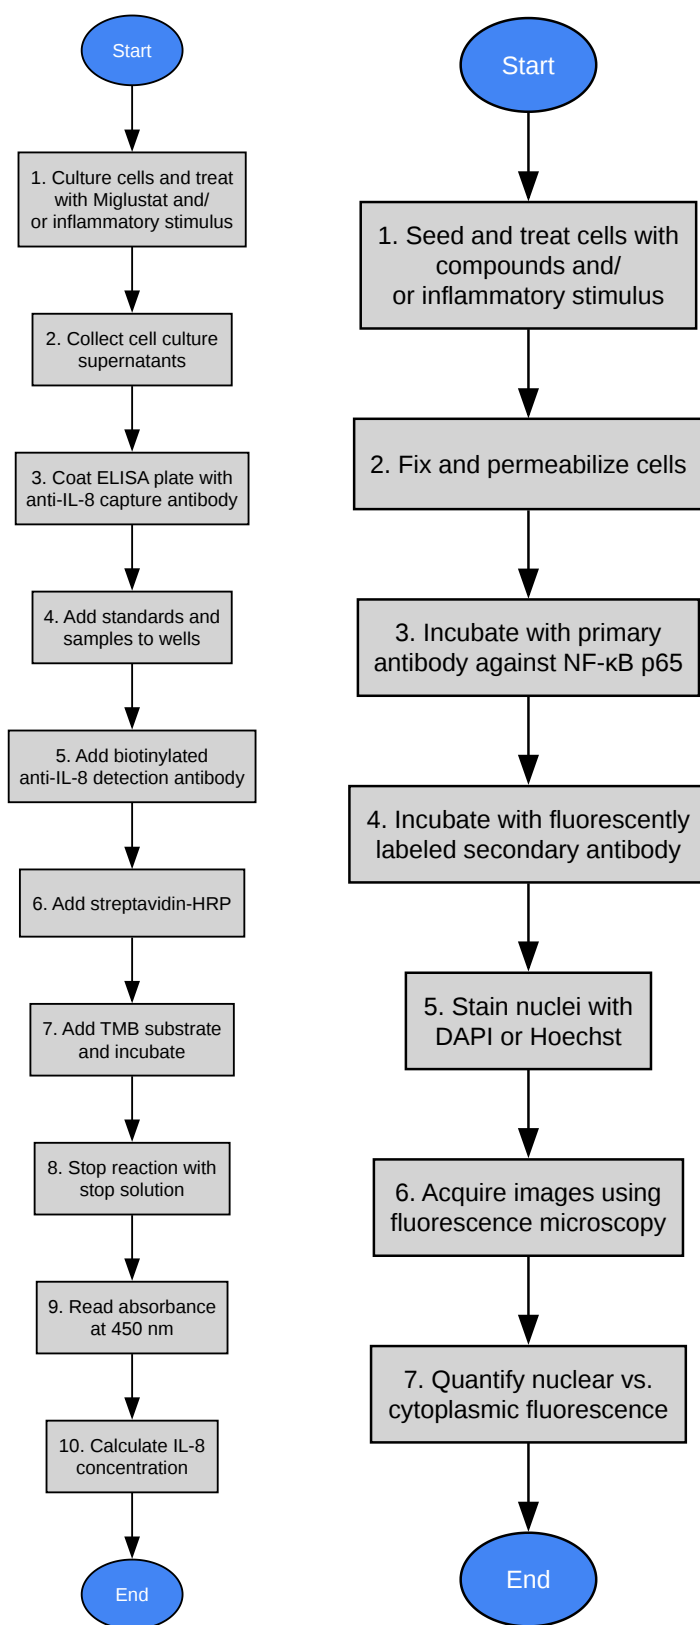 Start
1. Culture cells and treat
with Miglustat and/
or inflammatory stimulus
2. Collect cell culture
supernatants
3. Coat ELISA plate with
anti-IL-8 capture antibody
4. Add standards and
samples to wells
5. Add biotinylated
anti-IL-8 detection antibody
6. Add streptavidin-HRP
7. Add TMB substrate
and incubate
8. Stop reaction with
stop solution
9. Read absorbance
at 450 nm
10. Calculate IL-8
concentration
End
Start
1. Seed and treat cells with
compounds and/
or inflammatory stimulus
2. Fix and permeabilize cells
3. Incubate with primary
antibody against NF-κB p65
4. Incubate with fluorescently
labeled secondary antibody
5. Stain nuclei with
DAPI or Hoechst
6. Acquire images using
fluorescence microscopy
7. Quantify nuclear vs.
cytoplasmic fluorescence
End